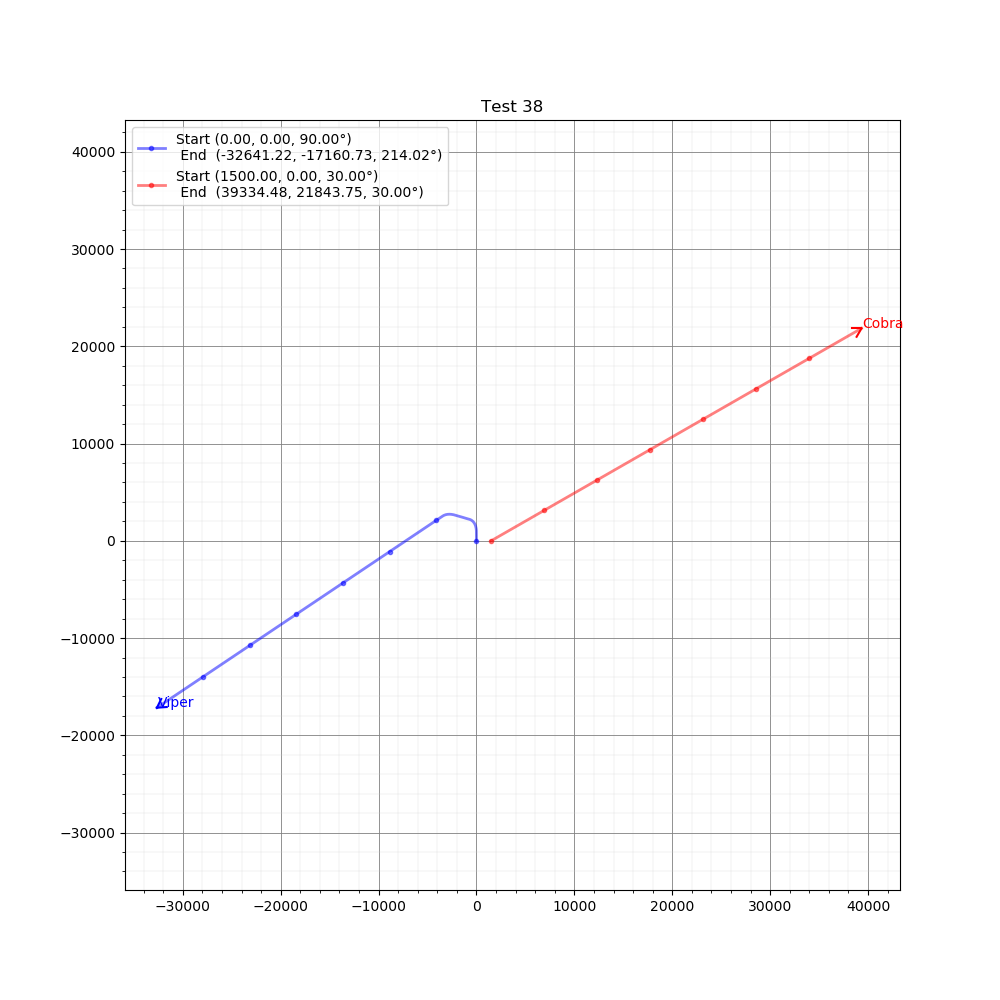 Test 38
Start (0.00, 0.00, 90.00°)
End (-32641.22, -17160.73, 214.02°)
Start (1500.00, 0.00, 30.00°)
End (39334.48, 21843.75, 30.00°)
40000
30000
20000
10000
0
−10000
−20000
−30000
Cobra
Viper
−30000
−20000
−10000
0
10000
20000
30000
40000